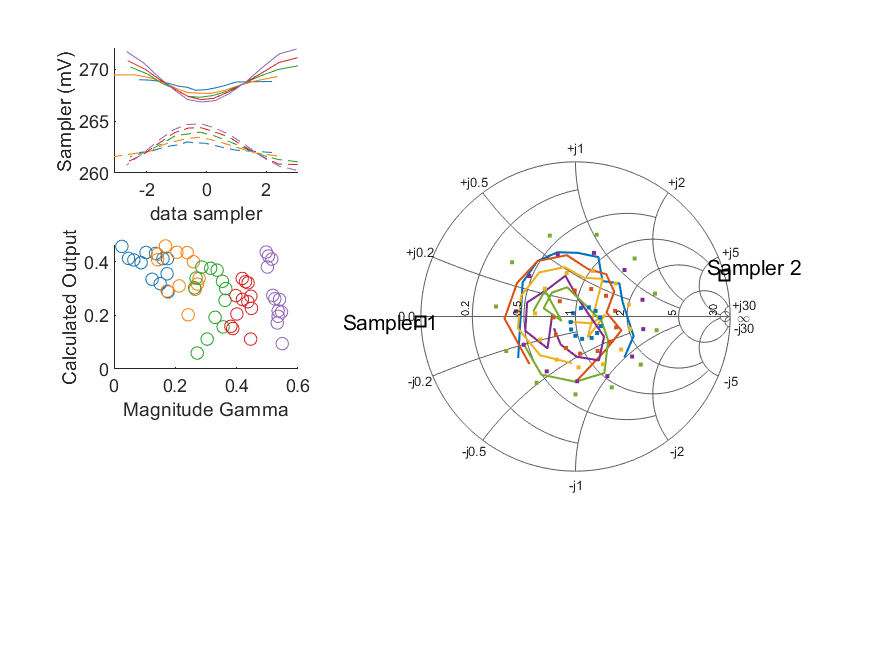 Sampler (mV)
270
265
260
-2
0
2
data sampler
Calculated Output
0.4
0.2
0
0
0.2
0.4
0.6
Magnitude Gamma
+j1
+j0.5
+j2
+j0.2
+j5
Sampler 2
0.2
0.5
1
2
5
30
+j30
∞
-j30
0.0
Sampler 1
-j0.2
-j5
-j0.5
-j2
-j1